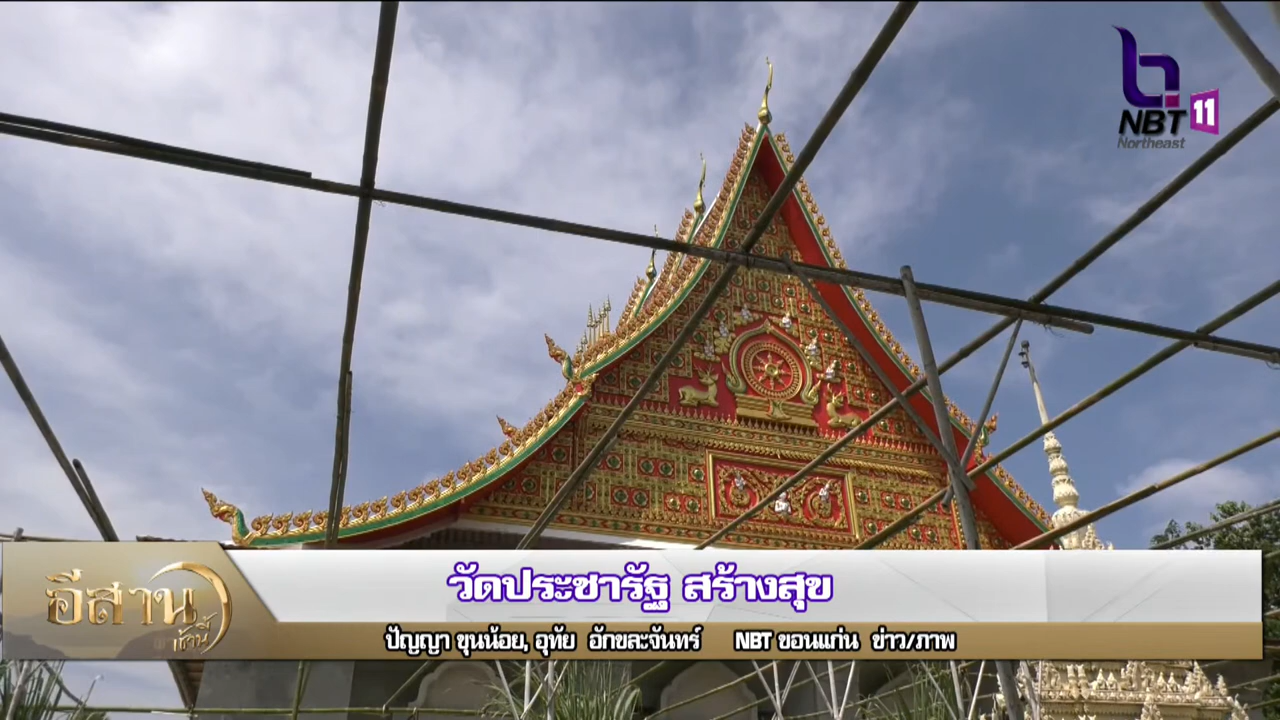 NBT 11
Northeast
อีสาน
เช้านี้
วัดประชารัฐ สร้างสุข
ปัญญา ขุนน้อย, อุทัย อักขละจันทร์ NBT ขอนแก่น ข่าว/ภาพ